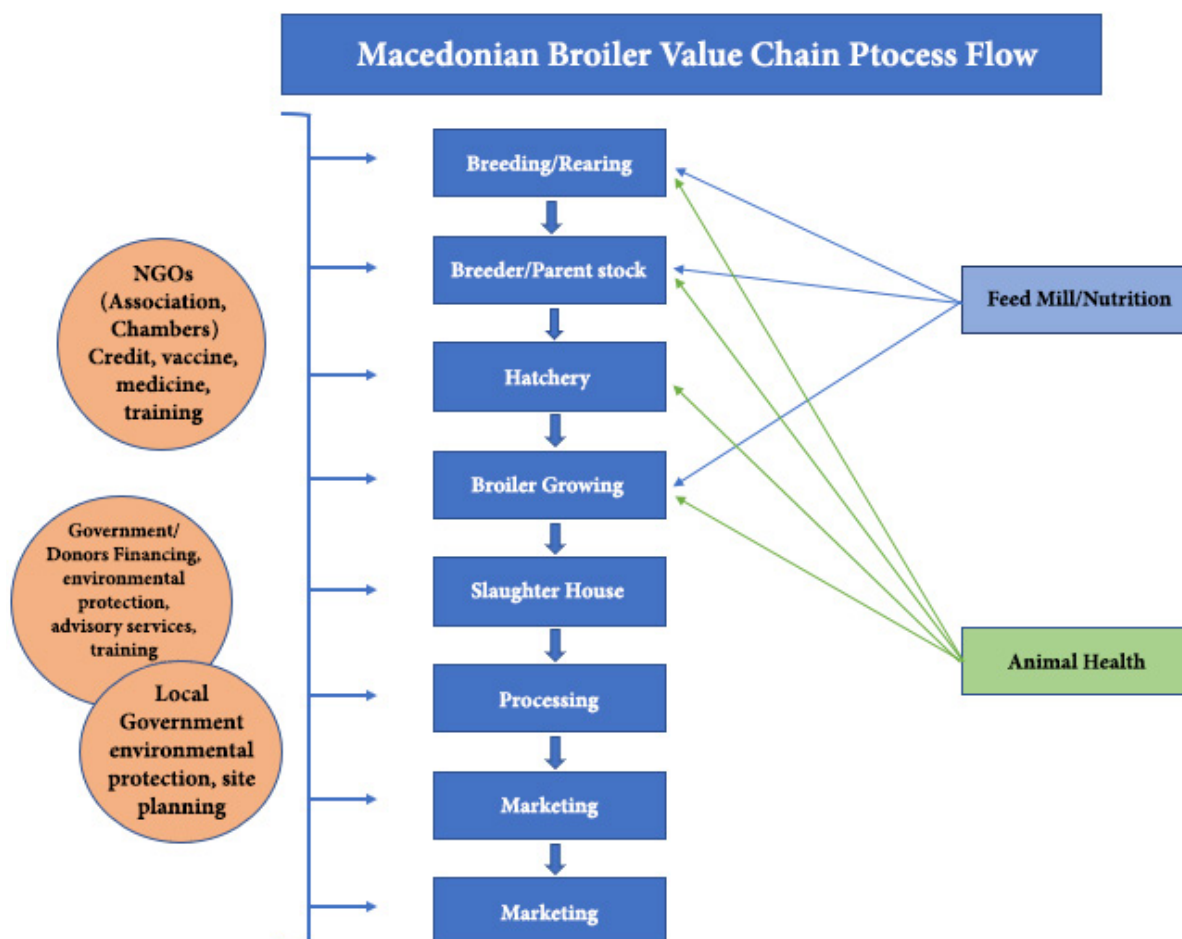 Macedonian Broiler Value Chain Ptocess Flow
Breeding/Rearing
Breeder/Parent stock
Hatchery
Broiler Growing
Slaughter House
Processing
Marketing
Marketing
NGOs
(Association,
Chambers)
Credit, vaccine,
medicine,
training
Government/
Donors Financing,
environmental
protection,
advisory services,
training
Local
Government
environmental
protection, site
planning
Feed Mill/Nutrition
Animal Health